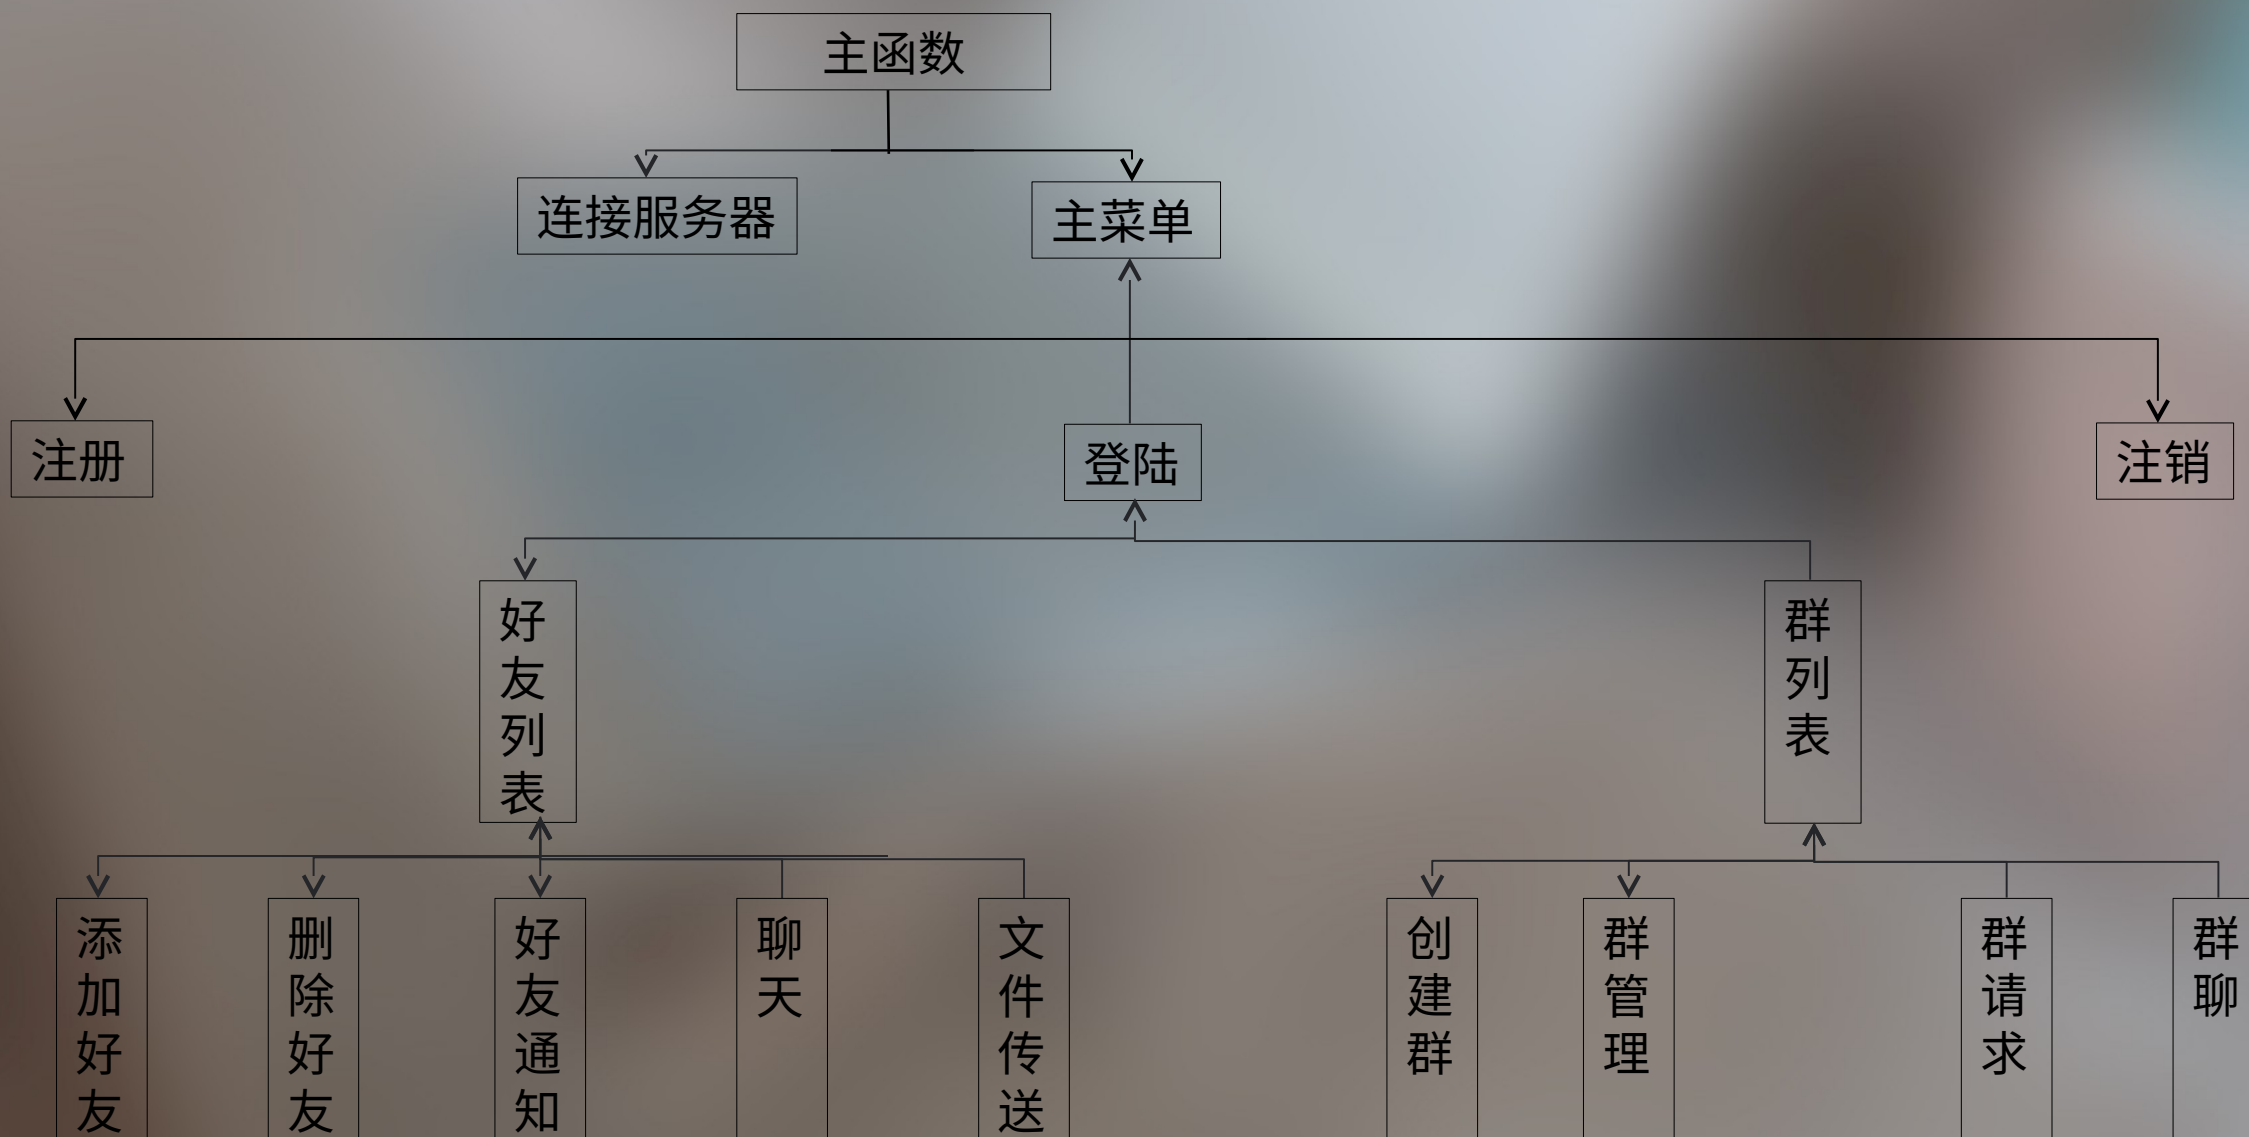 主函数
连接服务器
主菜单
注册
登陆
注销
好友列表
群列表
添加好友
删除好友
好友通知
聊天
文件传送
创建群
群管理
群请求
群聊